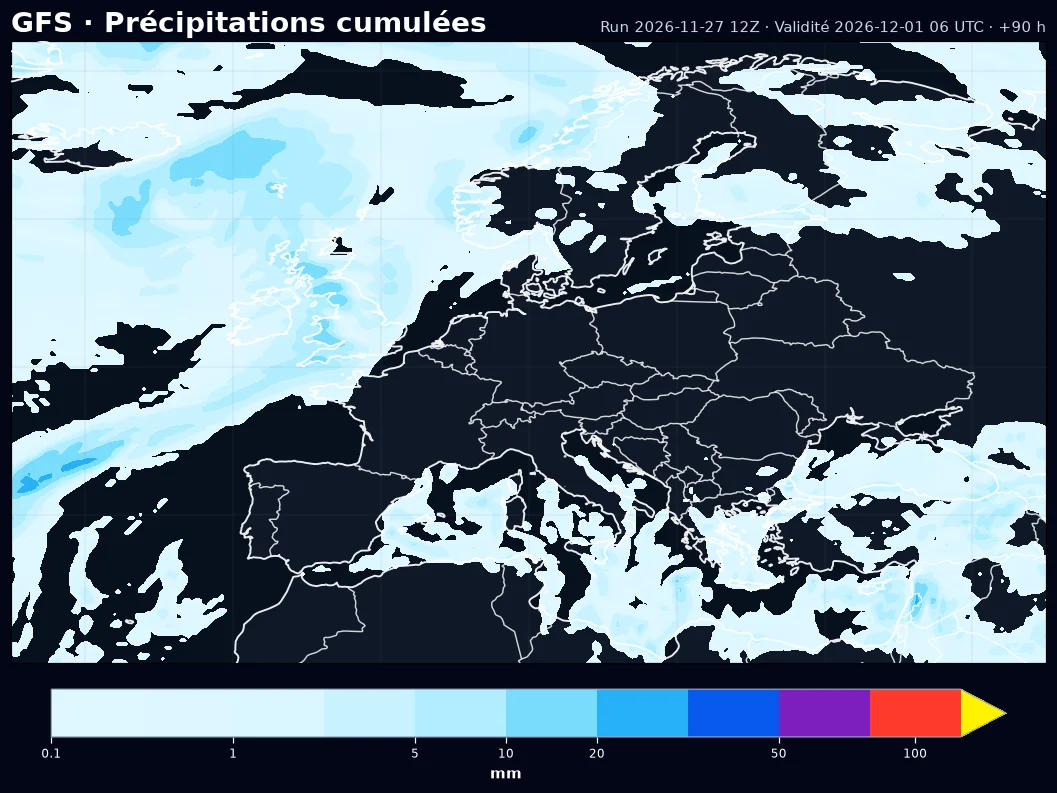 GFS · Précipitations cumulées
Run 2026-11-27 12Z · Validité 2026-12-01 06 UTC · +90 h
0.1 1 5 10 20 50 100
mm